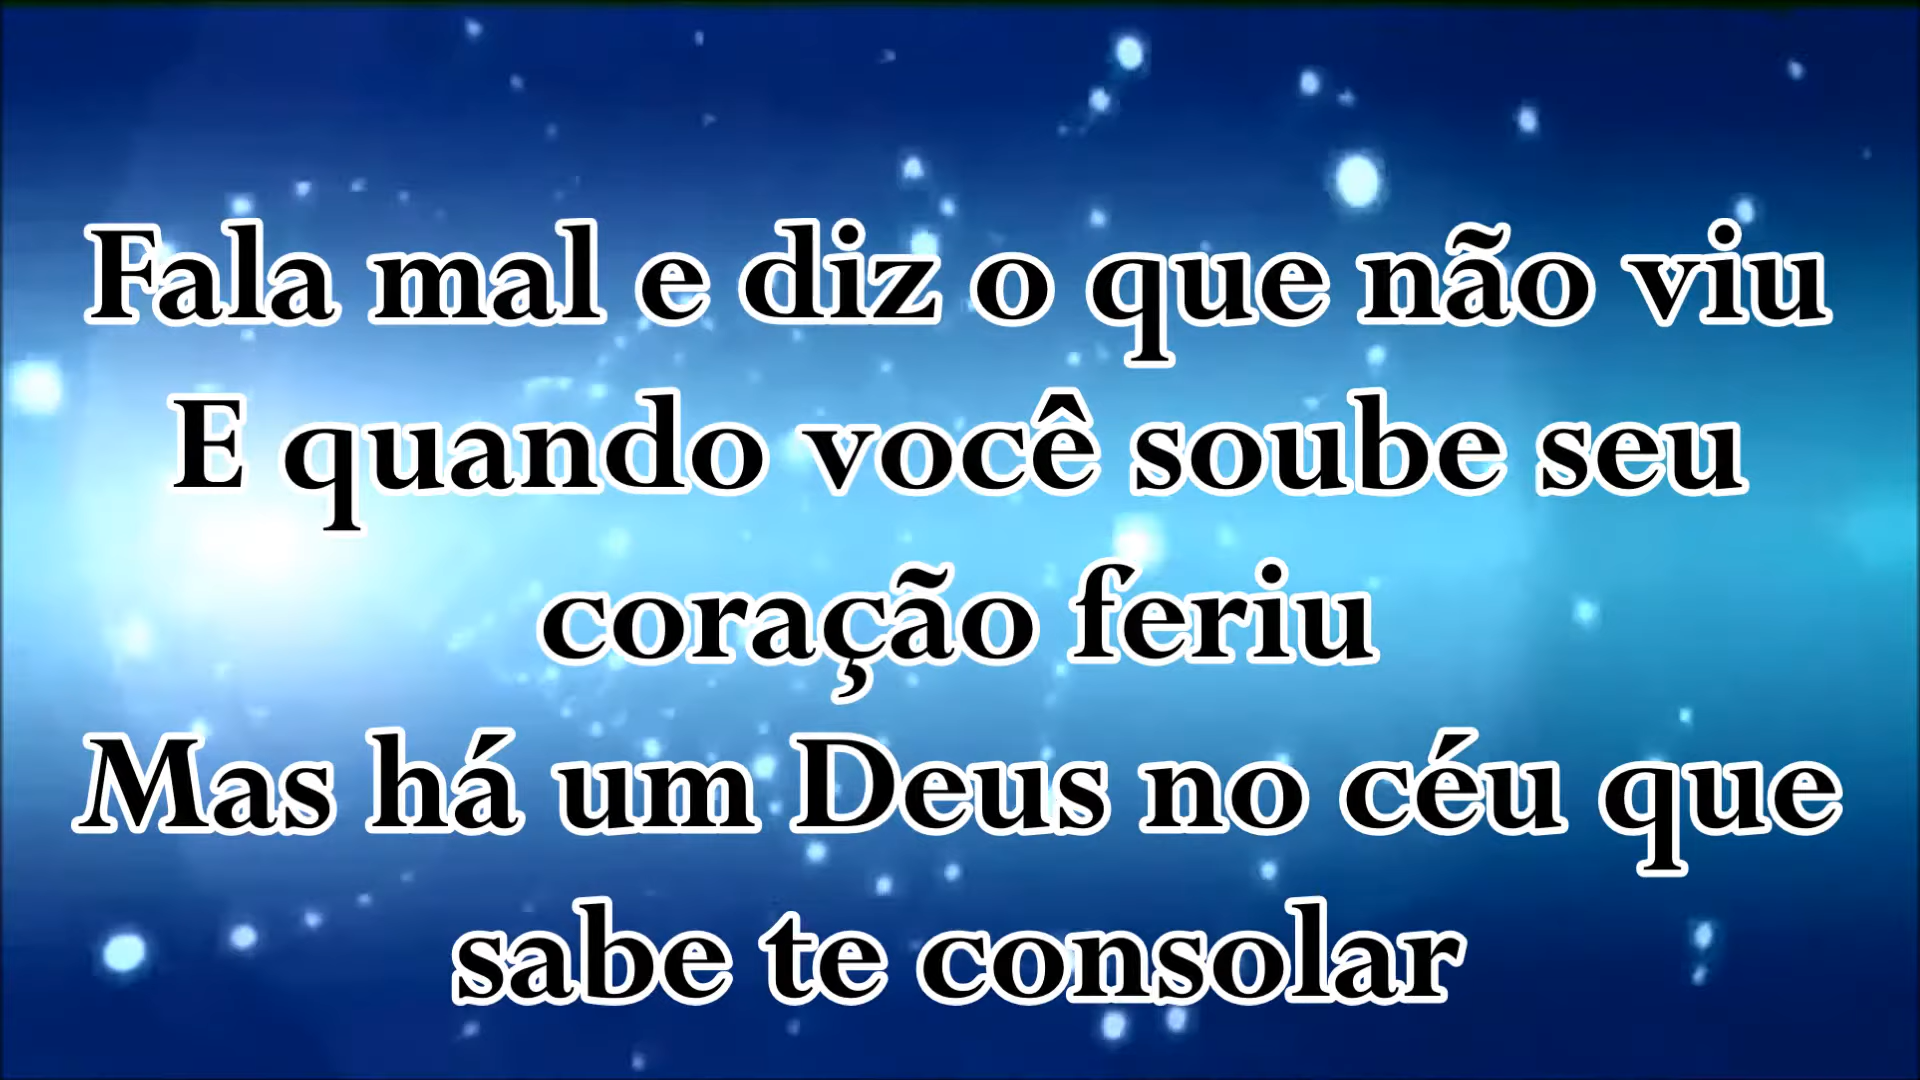 Fala mal e diz o que não viu
E quando você soube seu
coração feriu
Mas há um Deus no céu que
sabe te consolar